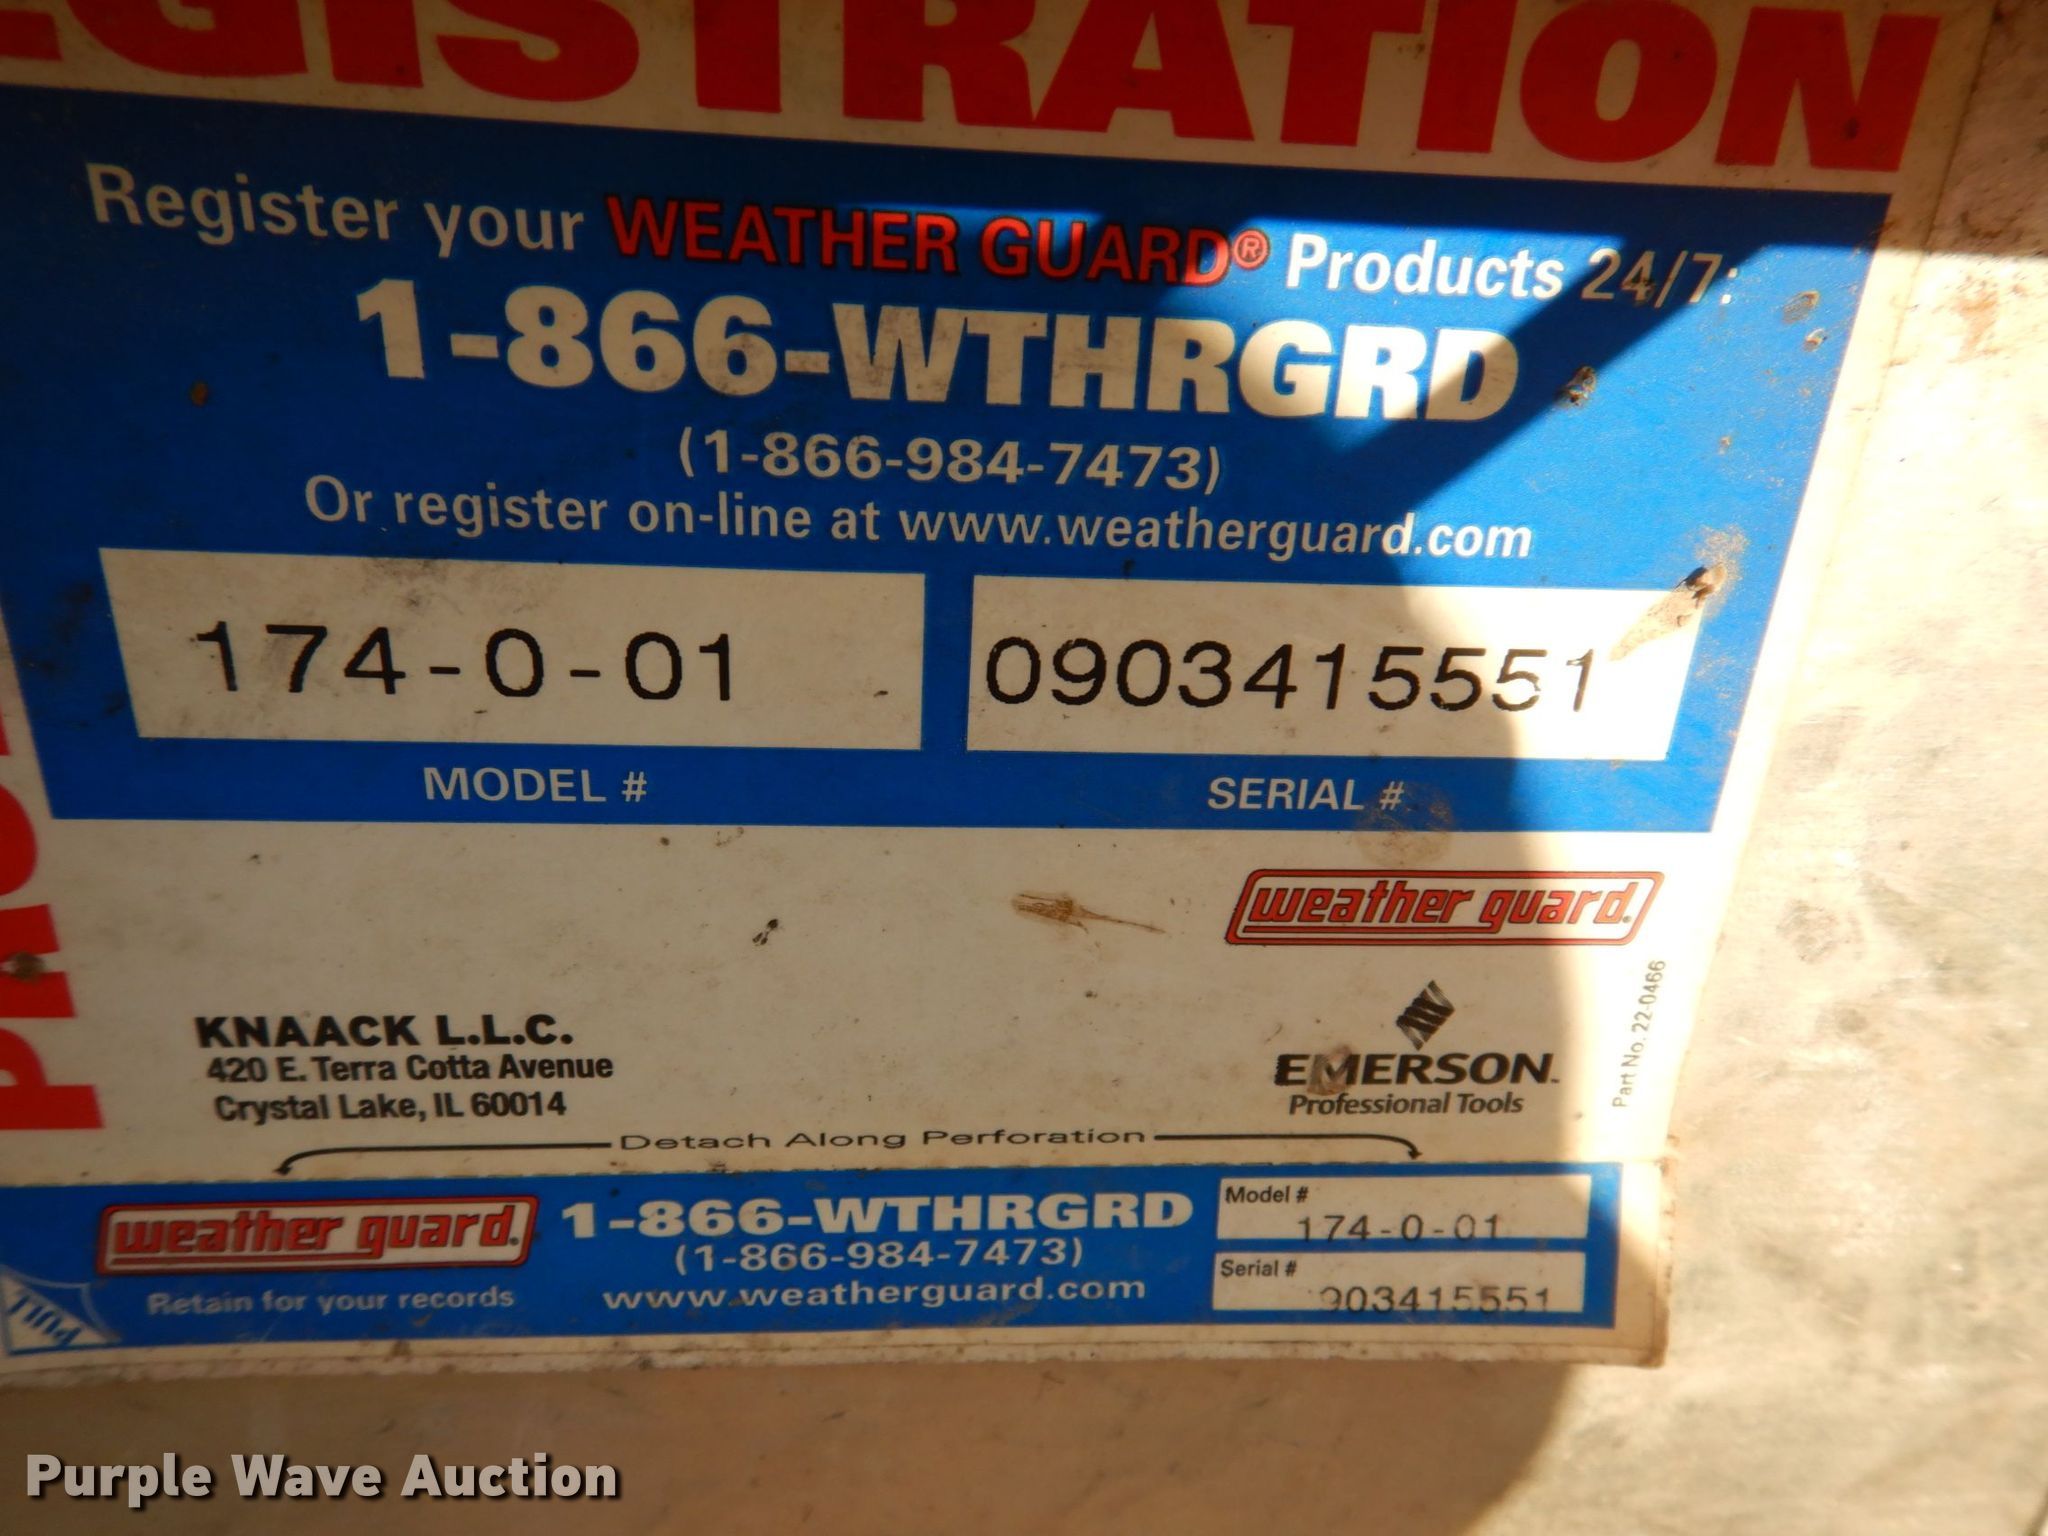 REGISTRATION
Register your WEATHER GUARD® Products 24/7:
1-866-WTHRGRD
(1-866-984-7473)
Or register on-line at www.weatherguard.com
174-0-01
0903415551
MODEL #
SERIAL #
weather guard®
KNAACK L.L.C.
420 E. Terra Cotta Avenue
Crystal Lake, IL 60014
EMERSON™
Professional Tools
Part No. 22-0466
Detach Along Perforation
weather guard®
Retain for your records
1-866-WTHRGRD
(1-866-984-7473)
www.weatherguard.com
Model #
174-0-01
Serial #
903415551
PULL
Purple Wave Auction